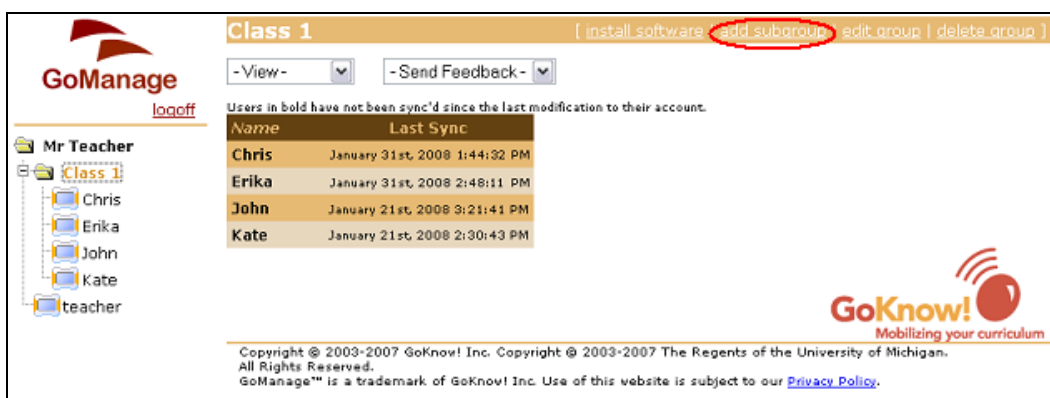 GoManage
logoff
Mr Teacher
Class 1
Chris
Erika
John
Kate
teacher
Class 1 [ install software | add subgroup | edit group | delete group ]
-View- -Send Feedback-
Users in bold have not been sync'd since the last modification to their account.
Name Last Sync
Chris January 31st, 2008 1:44:32 PM
Erika January 31st, 2008 2:48:11 PM
John January 21st, 2008 3:21:41 PM
Kate January 21st, 2008 2:30:43 PM
GoKnow!
Mobilizing your curriculum
Copyright © 2003-2007 GoKnow! Inc. Copyright © 2003-2007 The Regents of the University of Michigan.
All Rights Reserved.
GoManage™ is a trademark of GoKnow! Inc. Use of this website is subject to our Privacy Policy.